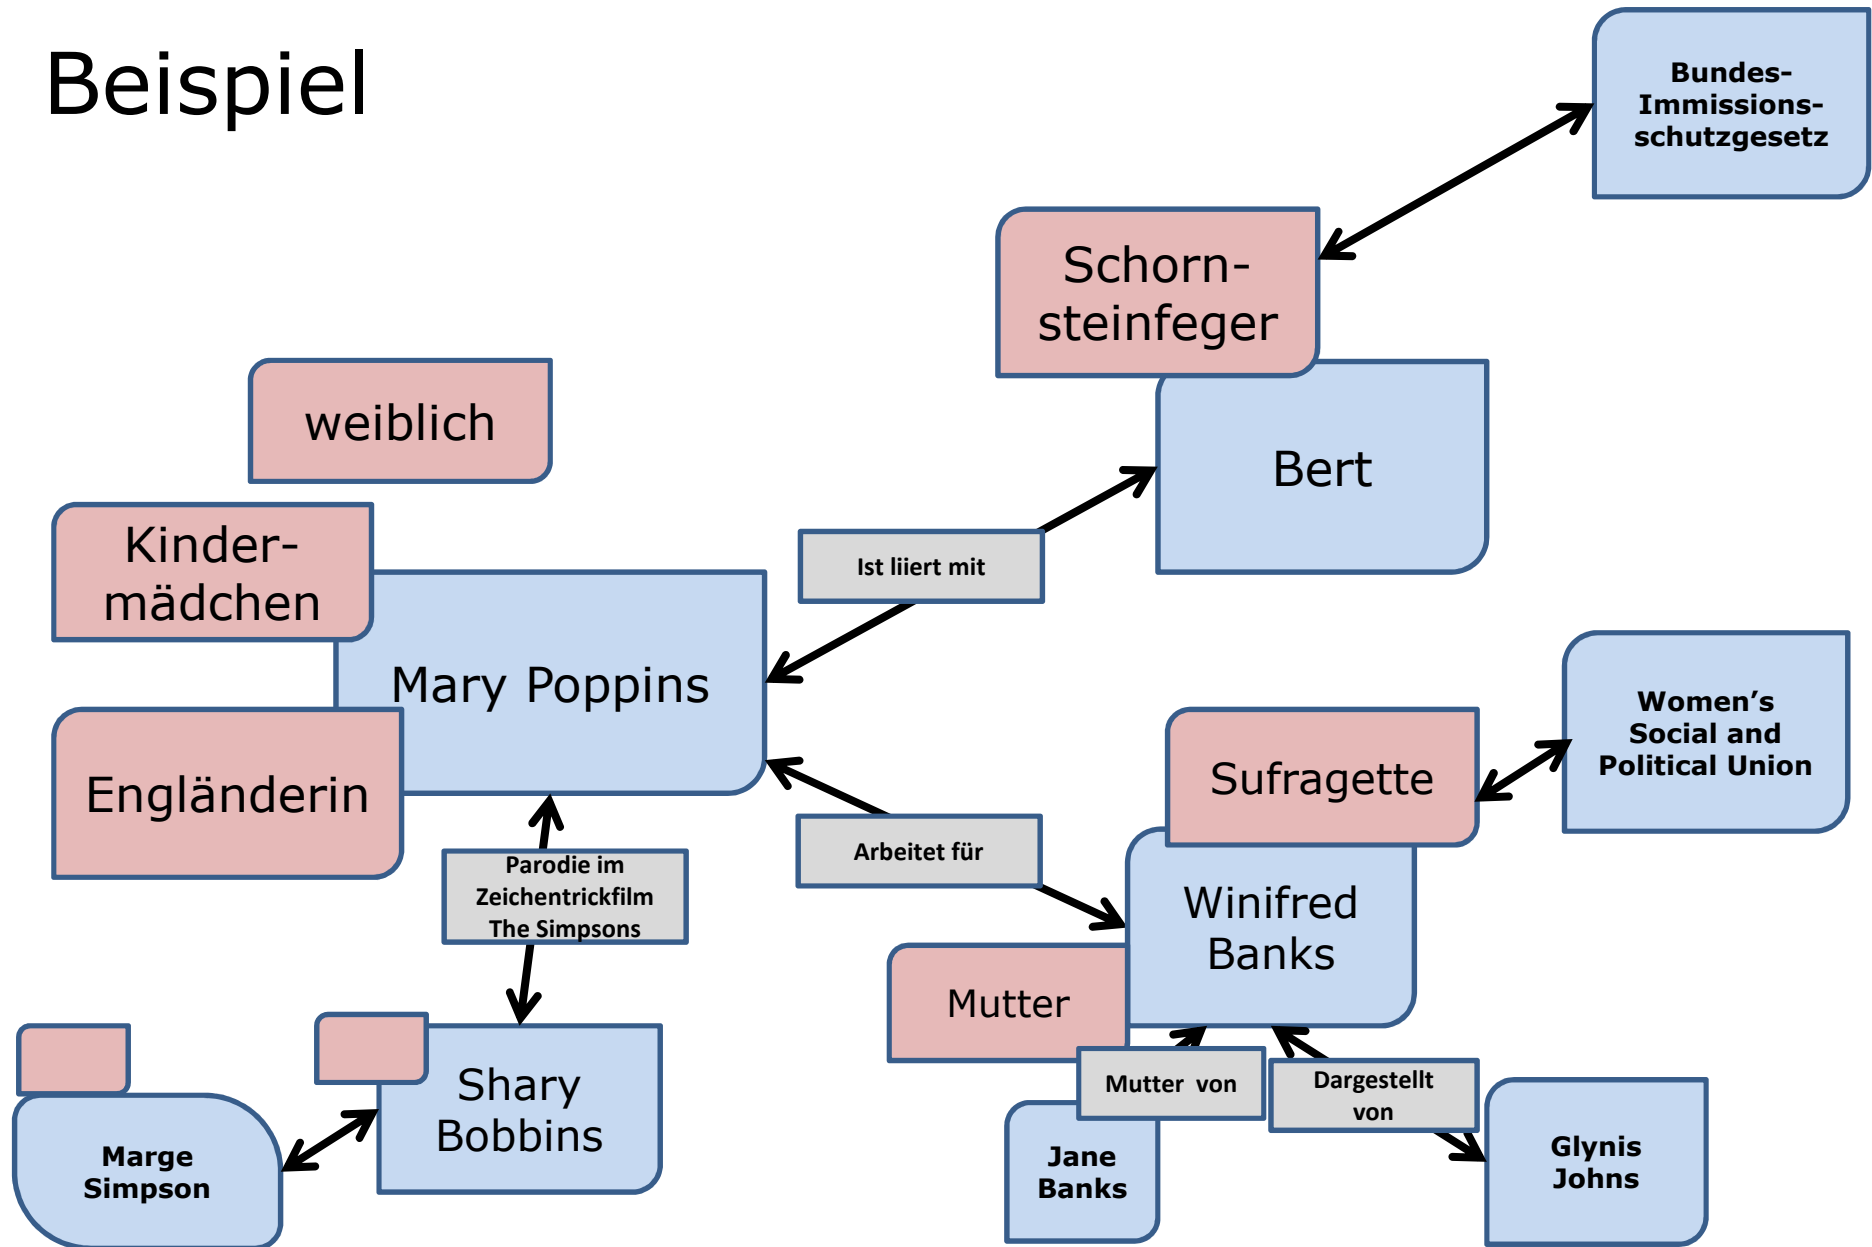 Beispiel
Bundes-
Immissions-
schutzgesetz
Schorn-
steinfeger
weiblich
Bert
Kinder-
mädchen
Ist liiert mit
Mary Poppins
Women’s
Social and
Political Union
Sufragette
Engländerin
Arbeitet für
Parodie im
Zeichentrickfilm
The Simpsons
Winifred
Banks
Mutter
Shary
Bobbins
Mutter von
Dargestellt
von
Marge
Simpson
Jane
Banks
Glynis
Johns